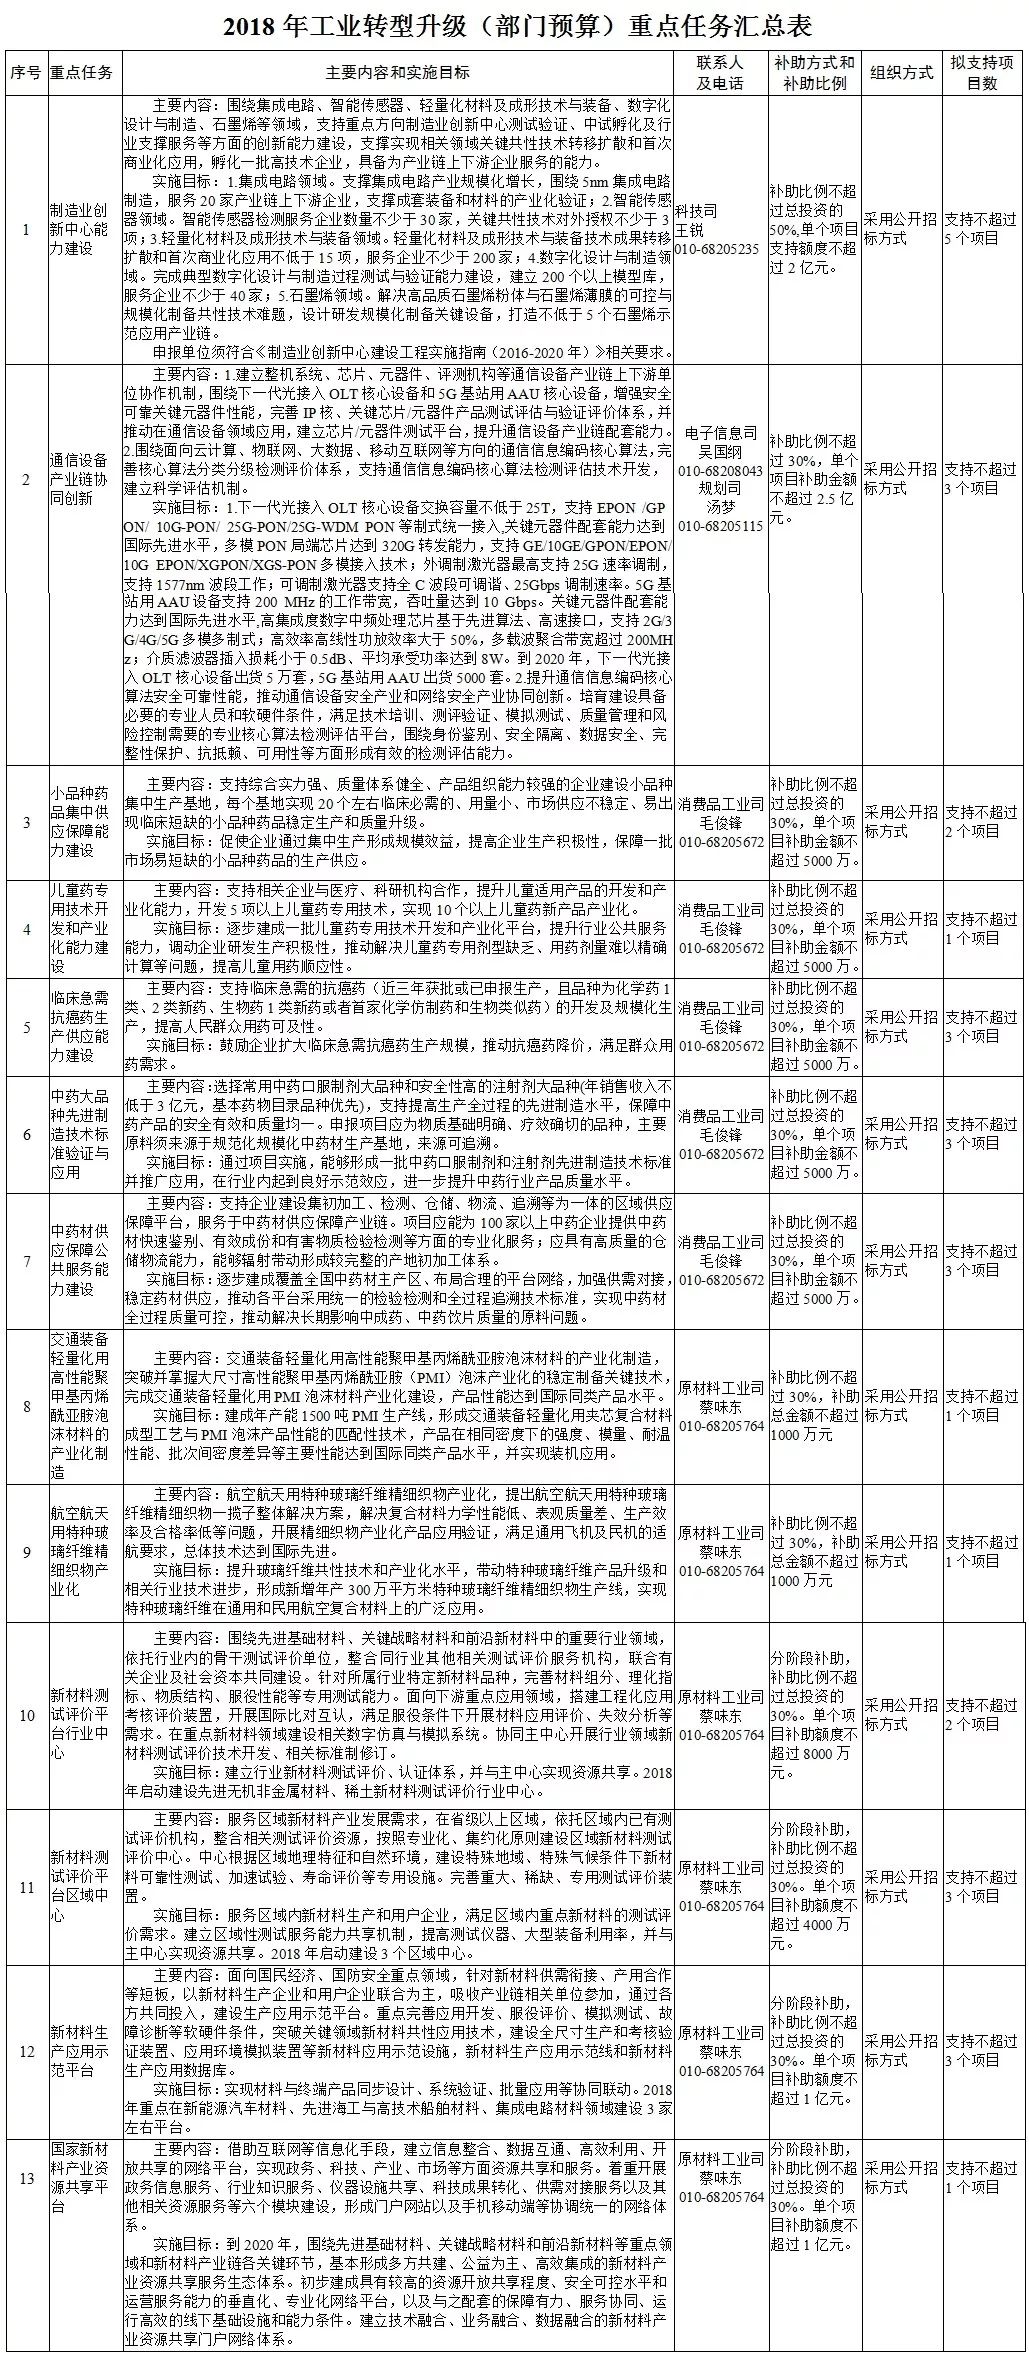 2018 年工业转型升级（部门预算）重点任务汇总表
序号
重点任务
主要内容和实施目标
联系人
及电话
补助方式和
补助比例
组织方式
拟支持项
目数
1
制造业创
新中心能
力建设
主要内容：围绕集成电路、智能传感器、轻量化材料及成形技术与装备、数字化
设计与制造、石墨烯等领域，支持重点方向制造业创新中心测试验证、中试孵化及行
业支撑服务等方面的创新能力建设，支撑实现相关领域关键共性技术转移扩散和首次
商业化应用，孵化一批高技术企业，具备为产业链上下游企业服务的能力。
实施目标：1.集成电路领域。支撑集成电路产业规模化增长，围绕5nm 集成电路
制造，服务 20 家产业链上下游企业，支撑成套装备和材料的产业化验证；2.智能传感
器领域。智能传感器检测服务企业数量不少于 30 家，关键共性技术对外授权不少于 3
项；3.轻量化材料及成形技术与装备领域。轻量化材料及成形技术与装备技术成果转移
扩散和首次商业化应用不低于 15 项，服务企业不少于 200 家；4.数字化设计与制造领
域。完成典型数字化设计与制造过程测试与验证能力建设，建立 200 个以上模型库，
服务企业不少于 40 家；5.石墨烯领域。解决高品质石墨烯粉体与石墨烯薄膜的可控与
规模化制备共性技术难题，设计研发规模化制备关键设备，打造不低于 5 个石墨烯示
范应用产业链。
申报单位须符合《制造业创新中心建设工程实施指南（2016-2020 年）》相关要求。
科技司
王锐
010-68205235
补助比例不超
过总投资的
50%,单个项目
支持额度不超
过 2 亿元。
采用公开招
标方式
支持不超过
5 个项目
2
通信设备
产业链协
同创新
主要内容：1.建立整机系统、芯片、元器件、评测机构等通信设备产业链上下游单
位协作机制，围绕下一代光接入 OLT 核心设备和 5G 基站用 AAU 核心设备，增强安全
可靠关键元器件性能，完善 IP 核、关键芯片/元器件产品测试评估与验证评价体系，并
推动在通信设备领域应用，建立芯片/元器件测试平台，提升通信设备产业链配套能力。
2.围绕面向云计算、物联网、大数据、移动互联网等方向的通信信息编码核心算法，完
善核心算法分类分级检测评价体系，支持通信信息编码核心算法检测评估技术开发，
建立科学评估机制。
实施目标：1.下一代光接入 OLT 核心设备交换容量不低于 25T，支持 EPON /GP
ON/ 10G-PON/ 25G-PON/25G-WDM PON 等制式统一接入,关键元器件配套能力达到
国际先进水平，多模 PON 局端芯片达到 320G 转发能力，支持 GE/10GE/GPON/EPON/
10G EPON/XGPON/XGS-PON 多模接入技术；外调制激光器最高支持 25G 速率调制，
支持 1577nm 波段工作；可调制激光器支持全 C 波段可调谐、25Gbps 调制速率。5G 基
站用 AAU 设备支持 200 MHz 的工作带宽，吞吐量达到 10 Gbps。关键元器件配套能
力达到国际先进水平,高集成度数字中频处理芯片基于先进算法、高速接口，支持 2G/3
G/4G/5G 多模多制式；高效率高线性功放效率大于 50%，多载波聚合带宽超过 200MH
z；介质滤波器插入损耗小于 0.5dB、平均承受功率达到 8W。到 2020 年，下一代光接
入 OLT 核心设备出货 5 万套，5G 基站用 AAU 出货 5000 套。2.提升通信信息编码核心
算法安全可靠性能，推动通信设备安全产业和网络安全产业协同创新。培育建设具备
必要的专业人员和软硬件条件，满足技术培训、测评验证、模拟测试、质量管理和风
险控制需要的专业核心算法检测评估平台，围绕身份鉴别、安全隔离、数据安全、完
整性保护、抗抵赖、可用性等方面形成有效的检测评估能力。
电子信息司
吴国纲
010-68208043
规划司
汤梦
010-68205115
补助比例不超
过 30%，单个
项目补助金额
不超过 2.5 亿
元。
采用公开招
标方式
支持不超过
3 个项目
3
小品种药
品集中供
应保障能
力建设
主要内容：支持综合实力强、质量体系健全、产品组织能力较强的企业建设小品种
集中生产基地，每个基地实现 20 个左右临床必需的、用量小、市场供应不稳定、易出
现临床短缺的小品种药品稳定生产和质量升级。
实施目标：促使企业通过集中生产形成规模效益，提高企业生产积极性，保障一批
市场易短缺的小品种药品的生产供应。
消费品工业司
毛俊锋
010-68205672
补助比例不超
过总投资的
30%，单个项
目补助金额不
超过 5000 万。
采用公开招
标方式
支持不超过
2 个项目
4
儿童药专
用技术开
发和产业
化能力建
设
主要内容：支持相关企业与医疗、科研机构合作，提升儿童适用产品的开发和产
业化能力，开发 5 项以上儿童药专用技术，实现 10 个以上儿童药新产品产业化。
实施目标：逐步建成一批儿童药专用技术开发和产业化平台，提升行业公共服务
能力，调动企业研发生产积极性，推动解决儿童药专用剂型缺乏、用药剂量难以精确
计算等问题，提高儿童用药顺应性。
消费品工业司
毛俊锋
010-68205672
补助比例不超
过总投资的
30%，单个项
目补助金额不
超过 5000 万。
采用公开招
标方式
支持不超过
1 个项目
5
临床急需
抗癌药生
产供应能
力建设
主要内容：支持临床急需的抗癌药（近三年获批或已申报生产，且品种为化学药 1
类、2 类新药、生物药 1 类新药或者首家化学仿制药和生物类似药）的开发及规模化生
产，提高人民群众用药可及性。
实施目标：鼓励企业扩大临床急需抗癌药生产规模，推动抗癌药降价，满足群众用
药需求。
消费品工业司
毛俊锋
010-68205672
补助比例不超
过总投资的
30%，单个项
目补助金额不
超过 5000 万。
采用公开招
标方式
支持不超过
3 个项目
6
中药大品
种先进制
造技术标
准验证与
应用
主要内容:选择常用中药口服制剂大品种和安全性高的注射剂大品种(年销售收入不
低于 3 亿元，基本药物目录品种优先)，支持提高生产全过程的先进制造水平，保障中
药产品的安全有效和质量均一。申报项目应为物质基础明确、疗效确切的品种，主要
原料须来源于规范化规模化中药材生产基地，来源可追溯。
实施目标：通过项目实施，能够形成一批中药口服制剂和注射剂先进制造技术标准
并推广应用，在行业内起到良好示范效应，进一步提升中药行业产品质量水平。
消费品工业司
毛俊锋
010-68205672
补助比例不超
过总投资的
30%，单个项
目补助金额不
超过 5000 万。
采用公开招
标方式
支持不超过
3 个项目
7
中药材供
应保障公
共服务能
力建设
主要内容：支持企业建设集初加工、检测、仓储、物流、追溯等为一体的区域供应
保障平台，服务于中药材供应保障产业链。项目应能为 100 家以上中药企业提供中药
材快速鉴别、有效成份和有害物质检验检测等方面的专业化服务；应具有高质量的仓
储物流能力，能够辐射带动形成较完整的产地初加工体系。
实施目标:逐步建成覆盖全国中药材主产区、布局合理的平台网络，加强供需对接，
稳定药材供应，推动各平台采用统一的检验检测和全过程追溯技术标准，实现中药材
全过程质量可控，推动解决长期影响中成药、中药饮片质量的原料问题。
消费品工业司
毛俊锋
010-68205672
补助比例不超
过总投资的
30%，单个项
目补助金额不
超过 5000 万。
采用公开招
标方式
支持不超过
3 个项目
8
交通装备
轻量化用
高性能聚
甲基丙烯
酰亚胺泡
沫材料的
产业化制
造
主要内容：交通装备轻量化用高性能聚甲基丙烯酰亚胺泡沫材料的产业化制造，
突破并掌握大尺寸高性能聚甲基丙烯酰亚胺（PMI）泡沫产业化的稳定制备关键技术，
完成交通装备轻量化用 PMI 泡沫材料产业化建设，产品性能达到国际同类产品水平。
实施目标：建成年产能 1500 吨 PMI 生产线，形成交通装备轻量化用夹芯复合材料
成型工艺与 PMI 泡沫产品性能的匹配性技术，产品在相同密度下的强度、模量、耐温
性能、批次间密度差异等主要性能达到国际同类产品水平，并实现装机应用。
原材料工业司
蔡味东
010-68205764
补助比例不超
过 30%，补助
总金额不超过
1000 万元
采用公开招
标方式
支持不超过
1 个项目
9
航空航天
用特种玻
璃纤维精
细织物产
业化
主要内容：航空航天用特种玻璃纤维精细织物产业化，提出航空航天用特种玻璃
纤维精细织物一揽子整体解决方案，解决复合材料力学性能低、表观质量差、生产效
率及合格率低等问题，开展精细织物产业化产品应用验证，满足通用飞机及民机的适
航要求，总体技术达到国际先进。
实施目标：提升玻璃纤维共性技术和产业化水平，带动特种玻璃纤维产品升级和
相关行业技术进步，形成新增年产 300 万平方米特种玻璃纤维精细织物生产线，实现
特种玻璃纤维在通用和民用航空复合材料上的广泛应用。
原材料工业司
蔡味东
010-68205764
补助比例不超
过 30%，补助
总金额不超过
1000 万元
采用公开招
标方式
支持不超过
1 个项目
10
新材料测
试评价平
台行业中
心
主要内容：围绕先进基础材料、关键战略材料和前沿新材料中的重要行业领域，
依托行业内的骨干测试评价单位，整合同行业其他相关测试评价服务机构，联合有
有关企业及社会资本共同建设。针对所属行业特定新材料品种，完善材料组分、理化指
标、物质结构、服役性能等专用测试能力。面向下游重点应用领域，搭建工程化应用
考核评价装置，开展国际比对互认，满足服役条件下开展材料应用评价、失效分析等
需求。在重点新材料领域建设相关数字仿真与模拟系统。协同主中心开展行业领域新
材料测试评价技术开发、相关标准制修订。
实施目标：建立行业新材料测试评价、认证体系，并与主中心实现资源共享。2018
年启动建设先进无机非金属材料、稀土新材料测试评价行业中心。
原材料工业司
蔡味东
010-68205764
分阶段补助，
补助比例不超
过总投资的
30%。单个项
目补助额度不
超过 8000 万
元。
采用公开招
标方式
支持不超过
2 个项目
11
新材料测
试评价平
台区域中
心
主要内容：服务区域新材料产业发展需求，在省级以上区域，依托区域内已有测
试评价机构，整合相关测试评价资源，按照专业化、集约化原则建设区域新材料测试
评价中心。中心根据区域地理特征和自然环境，建设特殊地域、特殊气候条件下新材
料可靠性测试、加速试验、寿命评价等专用设施。完善重大、稀缺、专用测试评价装
置。
实施目标：服务区域内新材料生产和用户企业，满足区域内重点新材料的测试评
价需求。建立区域性测试服务能力共享机制，提高测试仪器、大型装备利用率，并与
主中心实现资源共享。2018 年启动建设 3 个区域中心。
原材料工业司
蔡味东
010-68205764
分阶段补助，
补助比例不超
过总投资的
30%。单个项
目补助额度不
超过 4000 万
元。
采用公开招
标方式
支持不超过
3 个项目
12
新材料生
产应用示
范平台
主要内容：面向国民经济、国防安全重点领域，针对新材料供需衔接、产用合作
等短板，以新材料生产企业和用户企业联合为主，吸收产业链相关单位参加，通过各
方共同投入，建设生产应用示范平台。重点完善应用开发、服役评价、模拟测试、故
障诊断等软硬件条件，突破关键领域新材料共性应用技术，建设全尺寸生产和考核验
证装置、应用环境模拟装置等新材料应用示范设施，新材料生产应用示范线和新材料
生产应用数据库。
实施目标：实现材料与终端产品同步设计、系统验证、批量应用等协同联动。2018
年重点在新能源汽车材料、先进海工与高技术船舶材料、集成电路材料领域建设 3 家
左右平台。
原材料工业司
蔡味东
010-68205764
分阶段补助，
补助比例不超
过总投资的
30%。单个项
目补助额度不
超过 1 亿元。
采用公开招
标方式
支持不超过
3 个项目
13
国家新材
料产业资
源共享平
台
主要内容：借助互联网等信息化手段，建立信息整合、数据互通、高效利用、开
放共享的网络平台，实现政务、科技、产业、市场等方面资源共享和服务。着重开展
政务信息服务、行业知识服务、仪器设施共享、科技成果转化、供需对接服务以及其
他相关资源服务等六个模块建设，形成门户网站以及手机移动端等协调统一的网络体
系。
实施目标：到 2020 年，围绕先进基础材料、关键战略材料和前沿新材料等重点领
域和新材料产业链各关键环节，基本形成多方共建、公益为主、高效集成的新材料产
业资源共享服务生态体系。初步建成具有较高的资源开放共享程度、安全可控水平和
运营服务能力的垂直化、专业化网络平台，以及与之配套的保障有力、服务协同、运
行高效的线下基础设施和能力条件。建立技术融合、业务融合、数据融合的新材料产
业资源共享门户网络体系。
原材料工业司
蔡味东
010-68205764
分阶段补助，
补助比例不超
过总投资的
30%。单个项
目补助额度不
超过 1 亿元。
采用公开招
标方式
支持不超过
1 个项目